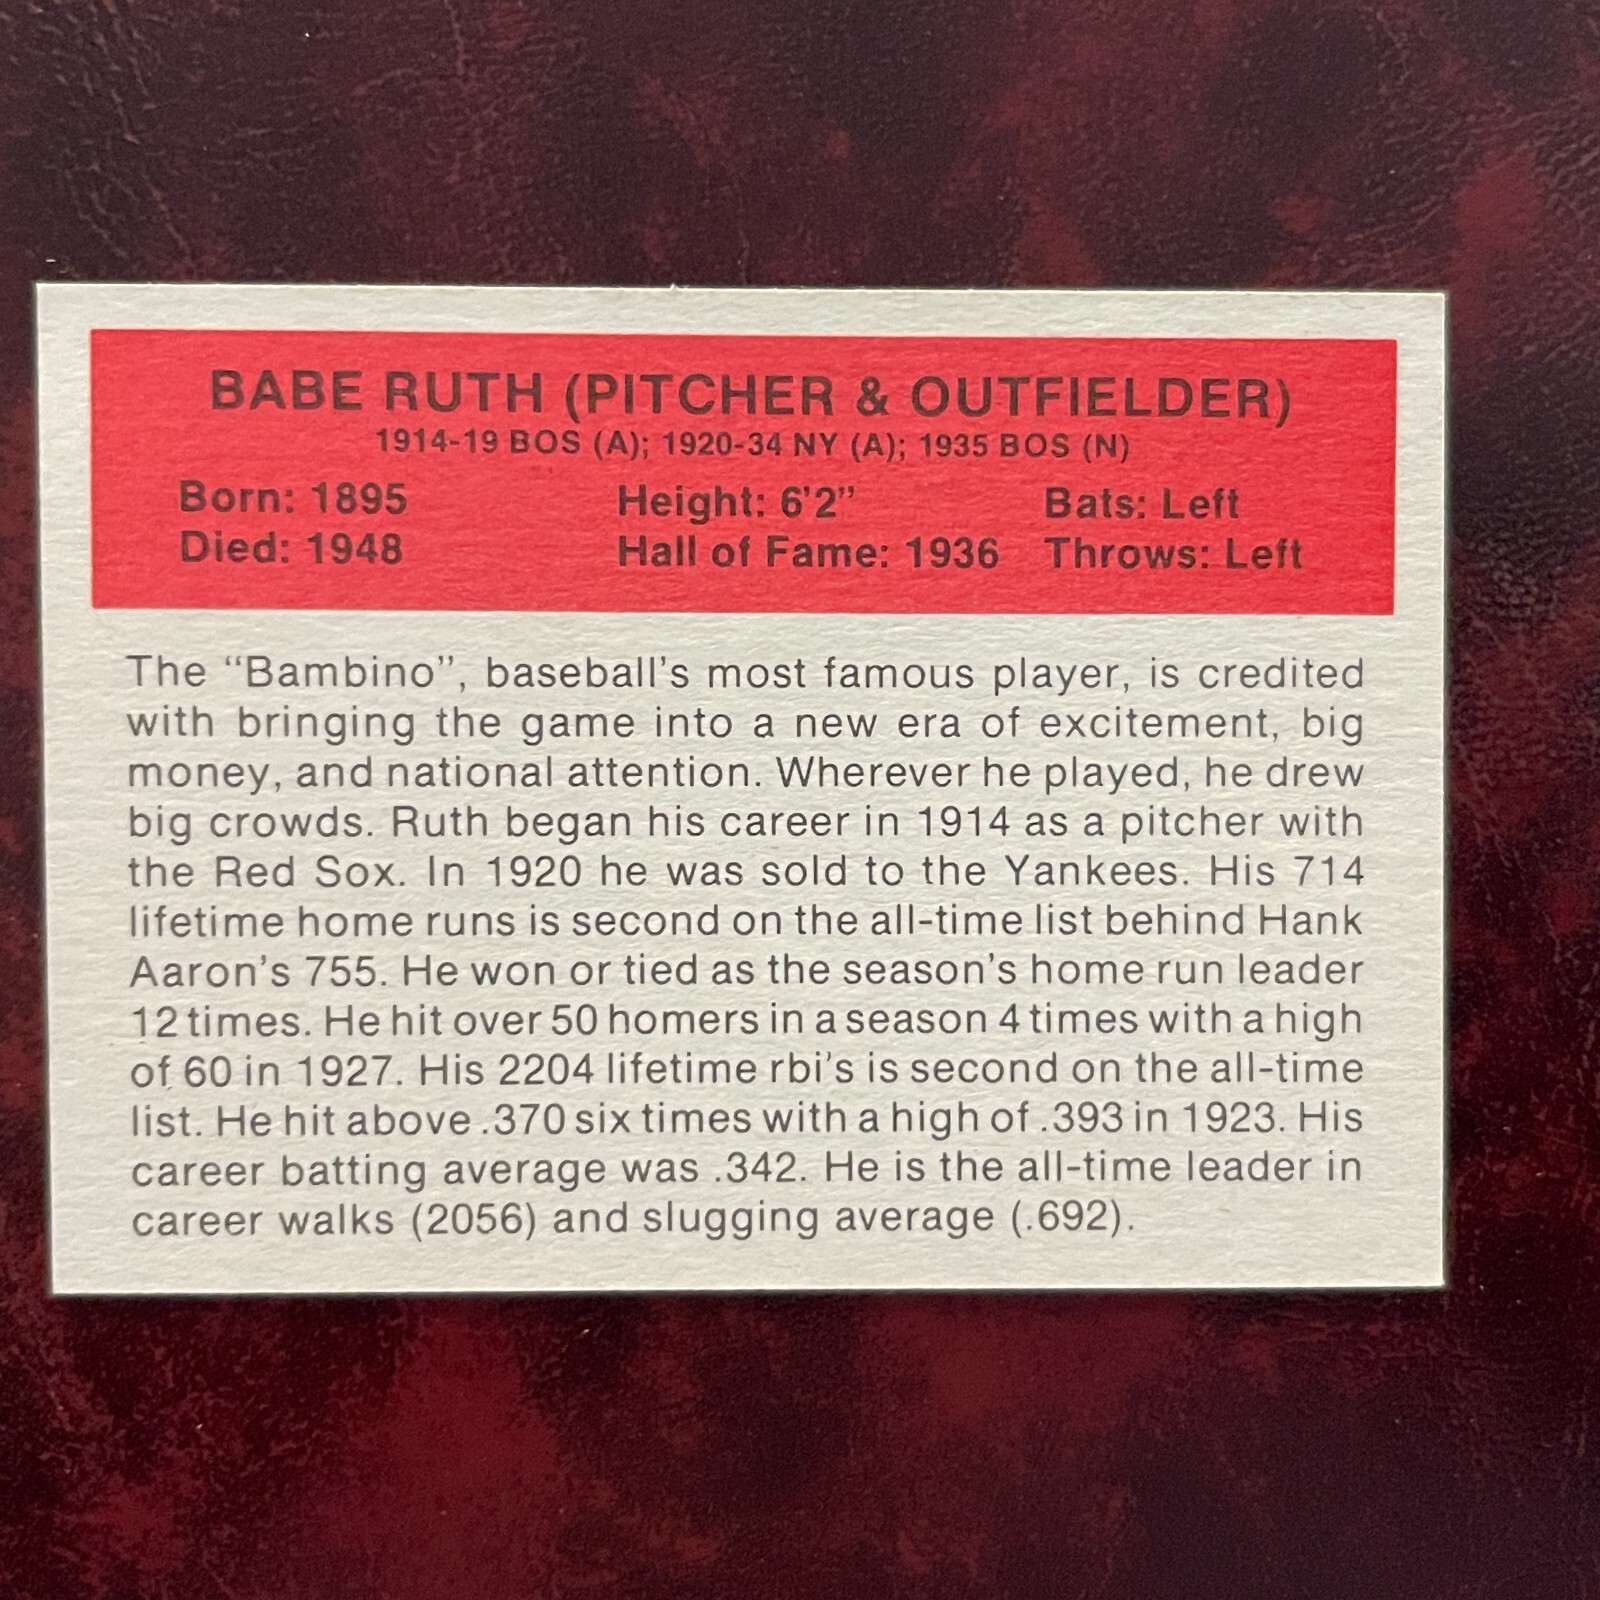 BABE RUTH (PITCHER & OUTFIELDER)
1914-19 BOS (A); 1920-34 NY (A); 1935 BOS (N)
Born: 1895 Height: 6'2" Bats: Left
Died: 1948 Hall of Fame: 1936 Throws: Left
The “Bambino”, baseball's most famous player, is credited
with bringing the game into a new era of excitement, big
money, and national attention. Wherever he played, he drew
big crowds. Ruth began his career in 1914 as a pitcher with
the Red Sox. In 1920 he was sold to the Yankees. His 714
lifetime home runs is second on the all-time list behind Hank
Aaron's 755. He won or tied as the season's home run leader
12 times. He hit over 50 homers in a season 4 times with a high
of 60 in 1927. His 2204 lifetime rbi's is second on the all-time
list. He hit above .370 six times with a high of .393 in 1923. His
career batting average was .342. He is the all-time leader in
career walks (2056) and slugging average (.692).